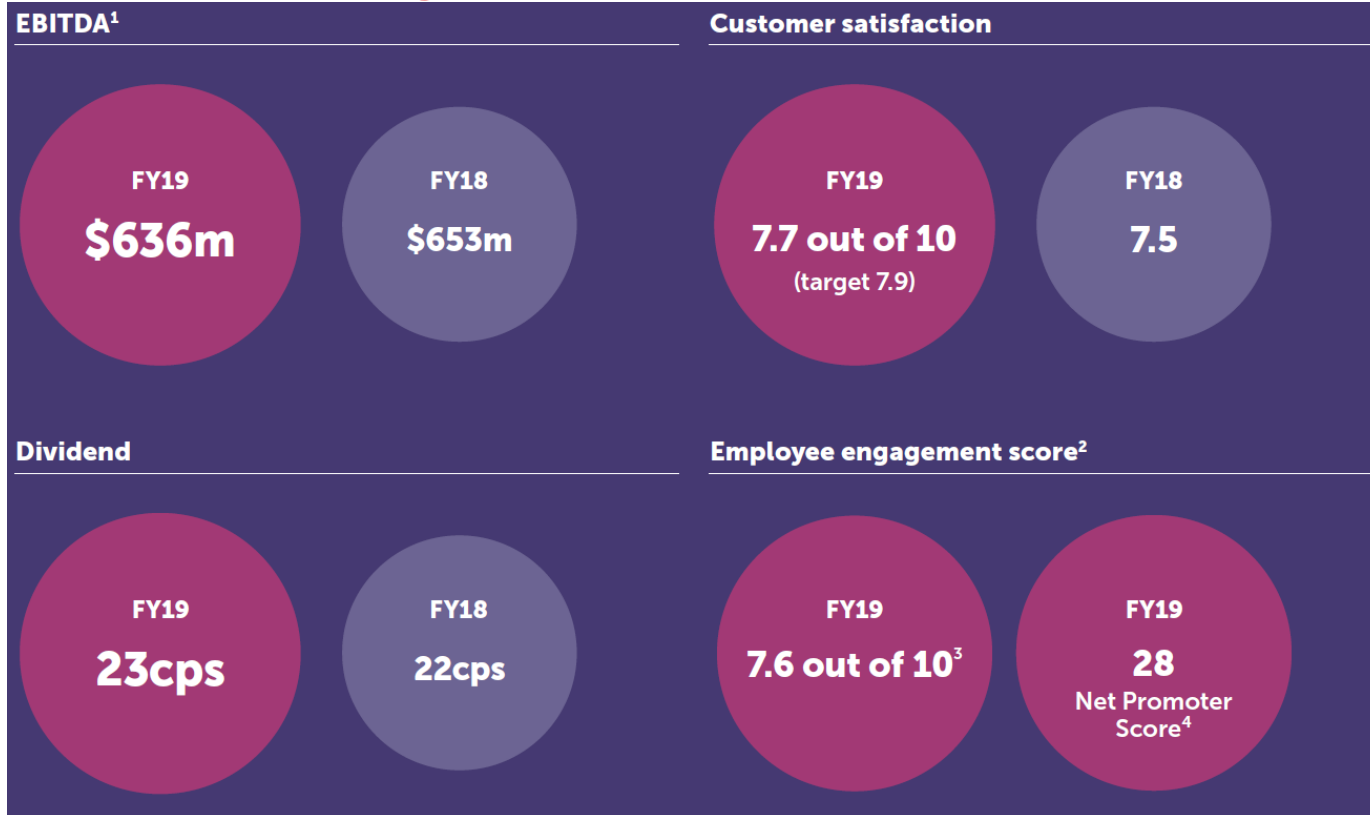 EBITDA¹
FY19
$636m
FY18
$653m
Customer satisfaction
FY19
7.7 out of 10
(target 7.9)
FY18
7.5
Dividend
FY19
23cps
FY18
22cps
Employee engagement score²
FY19
7.6 out of 10³
FY19
28
Net Promoter
Score⁴